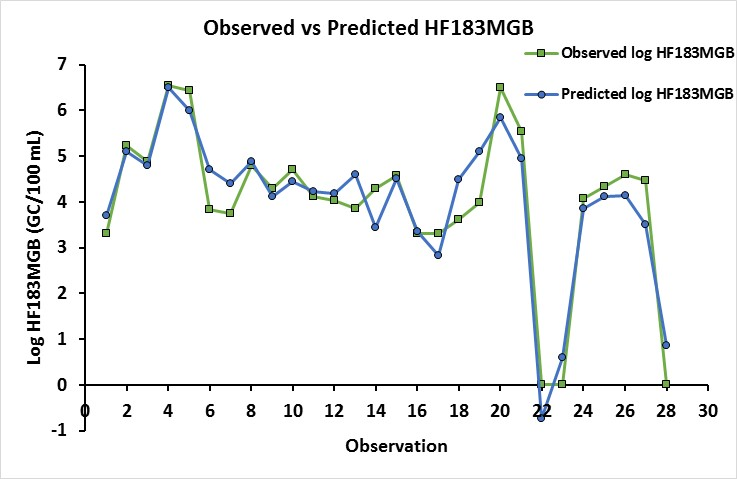 Observed vs Predicted HF183MGB
Observed log HF183MGB
Predicted log HF183MGB
7
6
5
4
3
2
1
0
-1
0 2 4 6 8 10 12 14 16 18 20 22 24 26 28 30
Log HF183MGB (GC/100 mL)
Observation